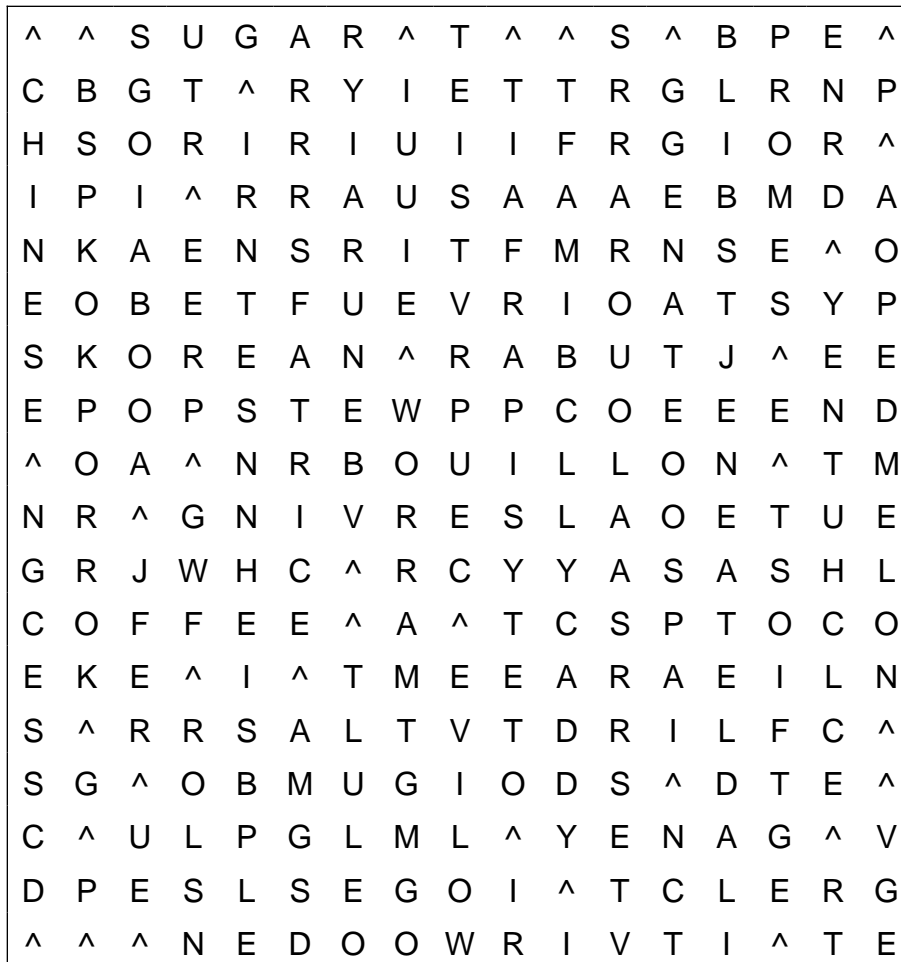 ^ ^ S U G A R ^ T ^ ^ S ^ B P E ^
C B G T ^ R Y I E T T R G L R N P
H S O R I R I U I I F R G I O R ^
I P I ^ R R A U S A A A E B M D A
N K A E N S R I T F M R N S E ^ O
E O B E T F U E V R I O A T S Y P
S K O R E A N ^ R A B U T J ^ E E
E P O P S T E W P P C O E E E N D
^ O A ^ N R B O U I L L O N ^ T M
N R ^ G N I V R E S L A O E T U E
G R J W H C ^ R C Y Y A S A S H L
C O F F E E ^ A ^ T C S P T O C O
E K E ^ I ^ T M E E A R A E I L N
S ^ R R S A L T V T D R I L F C ^
S G ^ O B M U G I O D S ^ D T E ^
C ^ U L P G L M L ^ Y E N A G ^ V
D P E S L S E G O I ^ T C L E R G
^ ^ ^ N E D O O W R I V T I ^ T E